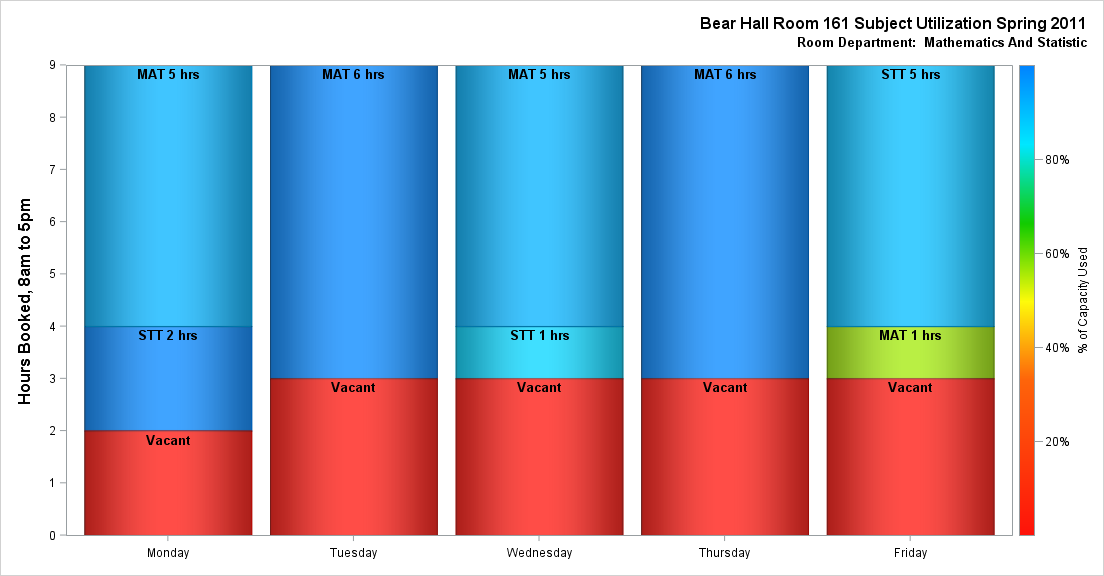 Bear Hall Room 161 Subject Utilization Spring 2011
Room Department:  Mathematics And Statistic
Hours Booked, 8am to 5pm
9
8
7
6
5
4
3
2
1
0
MAT 5 hrs
STT 2 hrs
Vacant
MAT 6 hrs
Vacant
MAT 5 hrs
STT 1 hrs
Vacant
MAT 6 hrs
Vacant
STT 5 hrs
MAT 1 hrs
Vacant
Monday
Tuesday
Wednesday
Thursday
Friday
80%
60%
40%
20%
% of Capacity Used